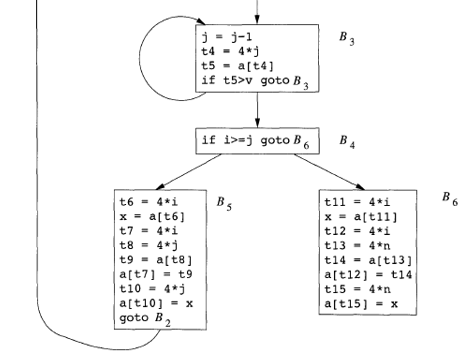 j = j-1
t4 = 4*j
t5 = a[t4]
if t5>v goto B3
B3
if i>=j goto B6
B4
t6 = 4*i
x = a[t6]
t7 = 4*i
t8 = 4*j
t9 = a[t8]
a[t7] = t9
t10 = 4*j
a[t10] = x
goto B2
B5
t11 = 4*i
x = a[t11]
t12 = 4*i
t13 = 4*n
t14 = a[t13]
a[t12] = t14
t15 = 4*n
a[t15] = x
B6